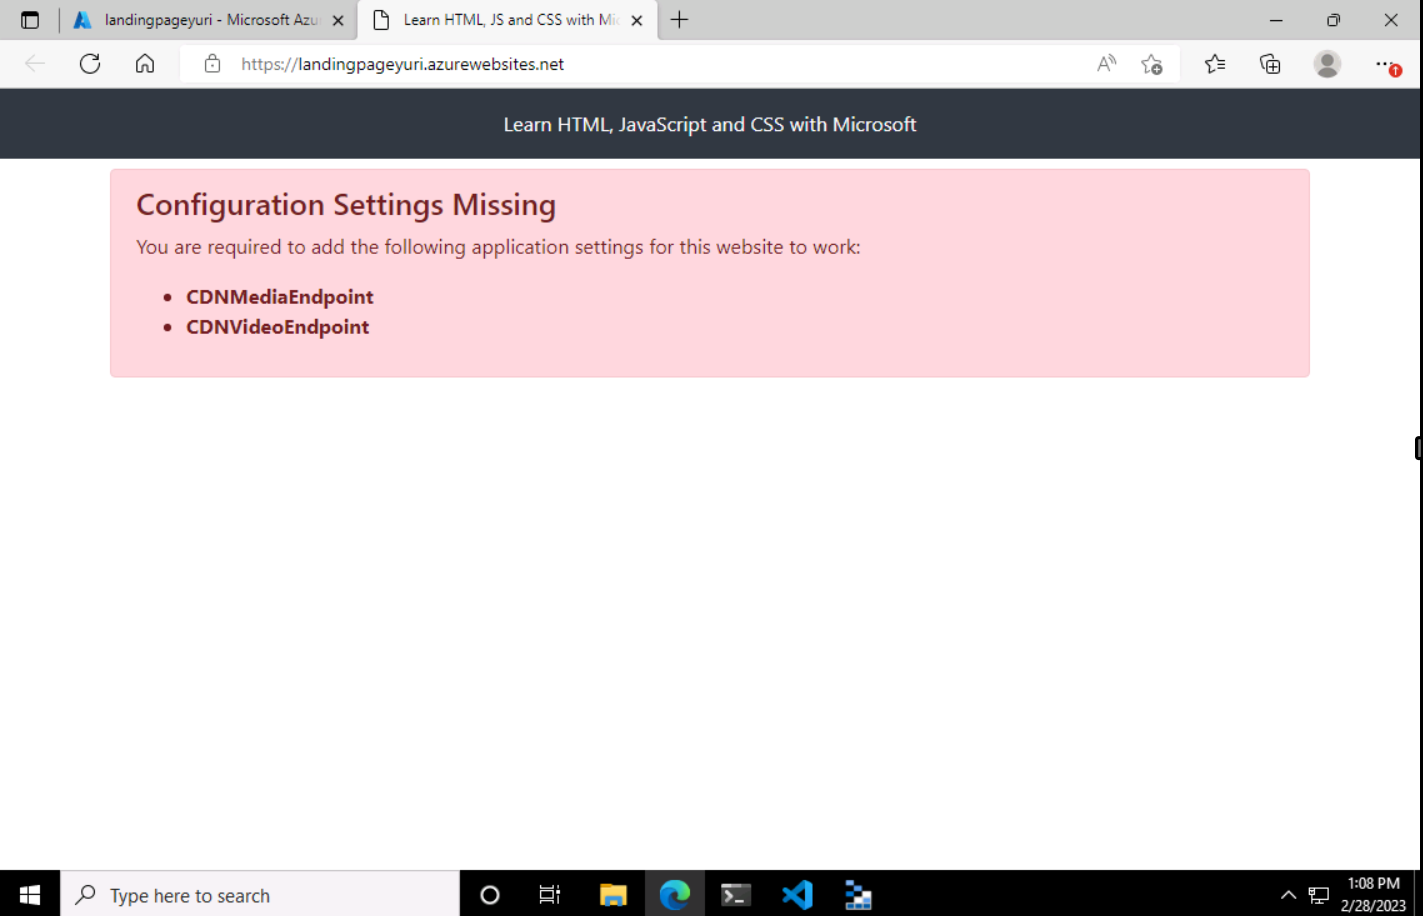 landingpageyuri - Microsoft Azu
Learn HTML, JS and CSS with Mic
https://landingpageyuri.azurewebsites.net
Learn HTML, JavaScript and CSS with Microsoft
Configuration Settings Missing
You are required to add the following application settings for this website to work:
• CDNMediaEndpoint
• CDNVideoEndpoint
Type here to search
1:08 PM
2/28/2023